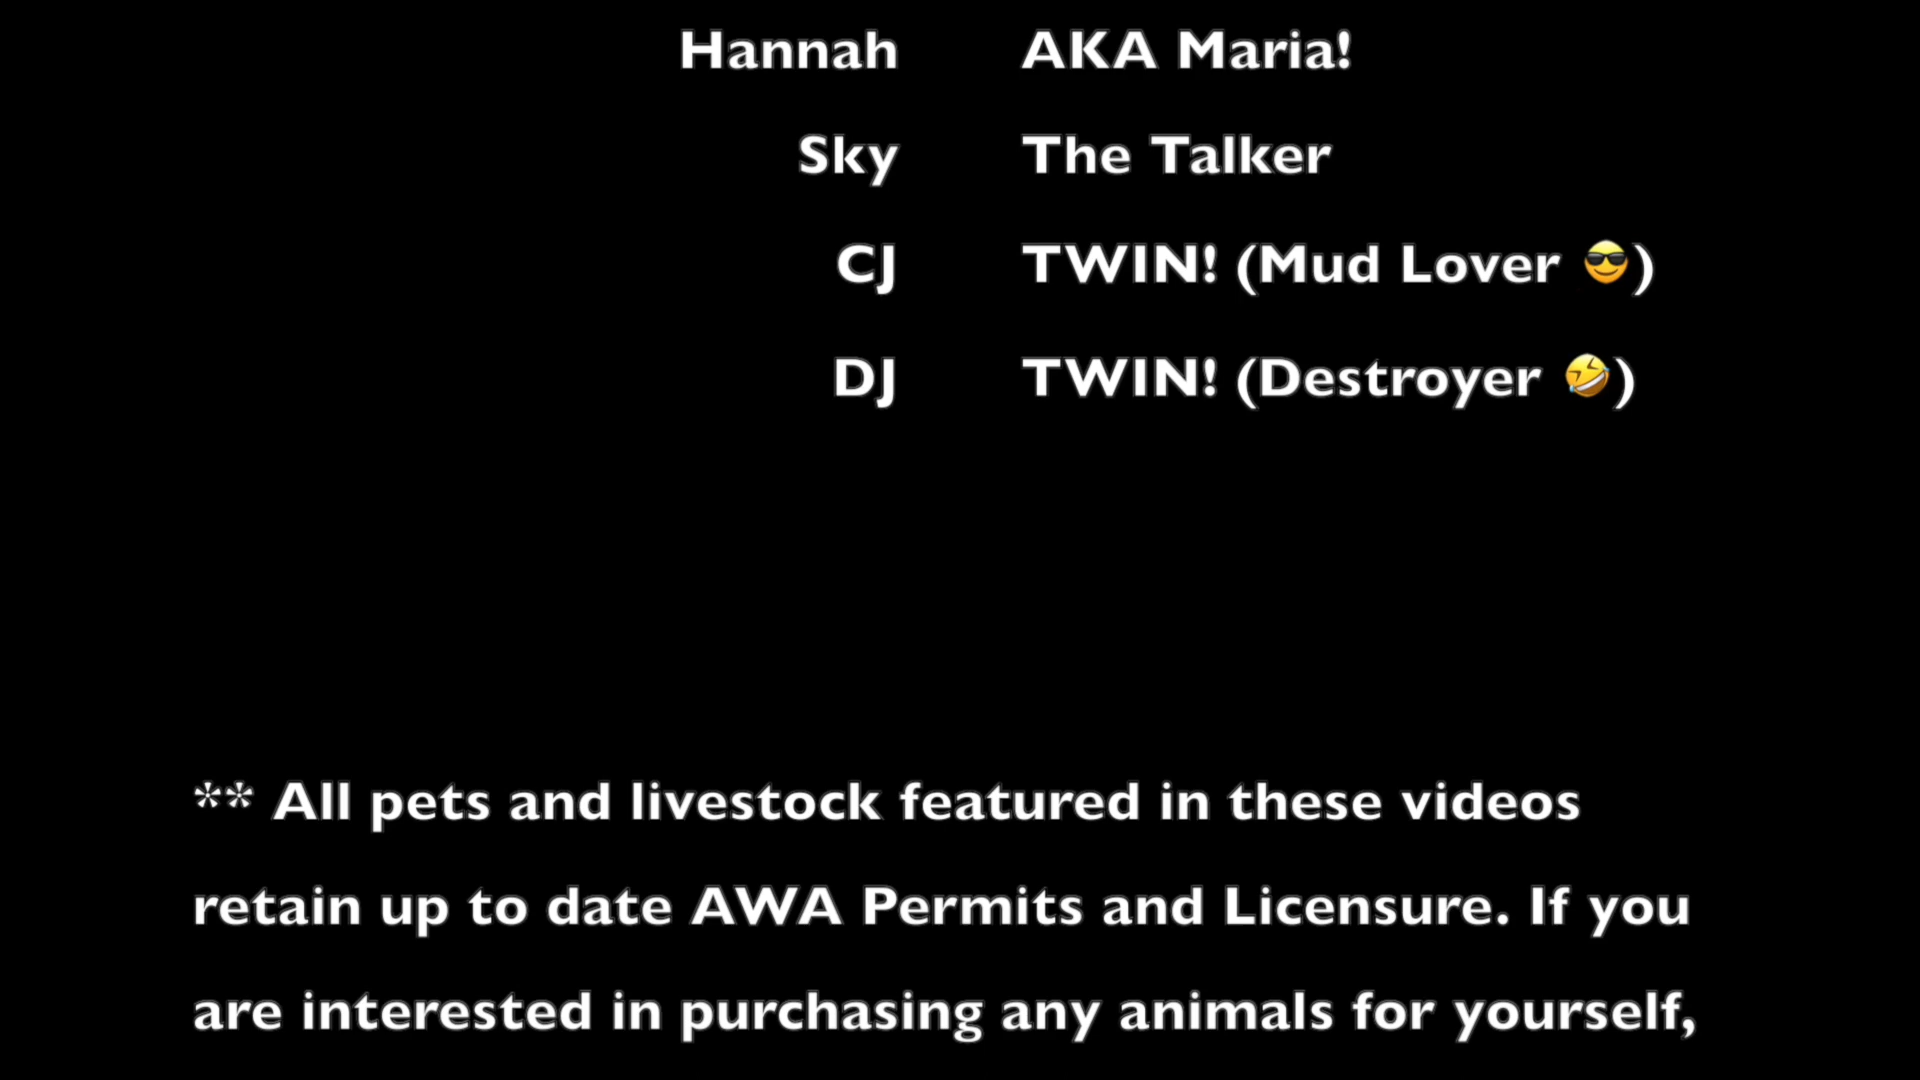 Hannah AKA Maria!
Sky The Talker
CJ TWIN! (Mud Lover 😎)
DJ TWIN! (Destroyer 🤣)
** All pets and livestock featured in these videos
retain up to date AWA Permits and Licensure. If you
are interested in purchasing any animals for yourself,